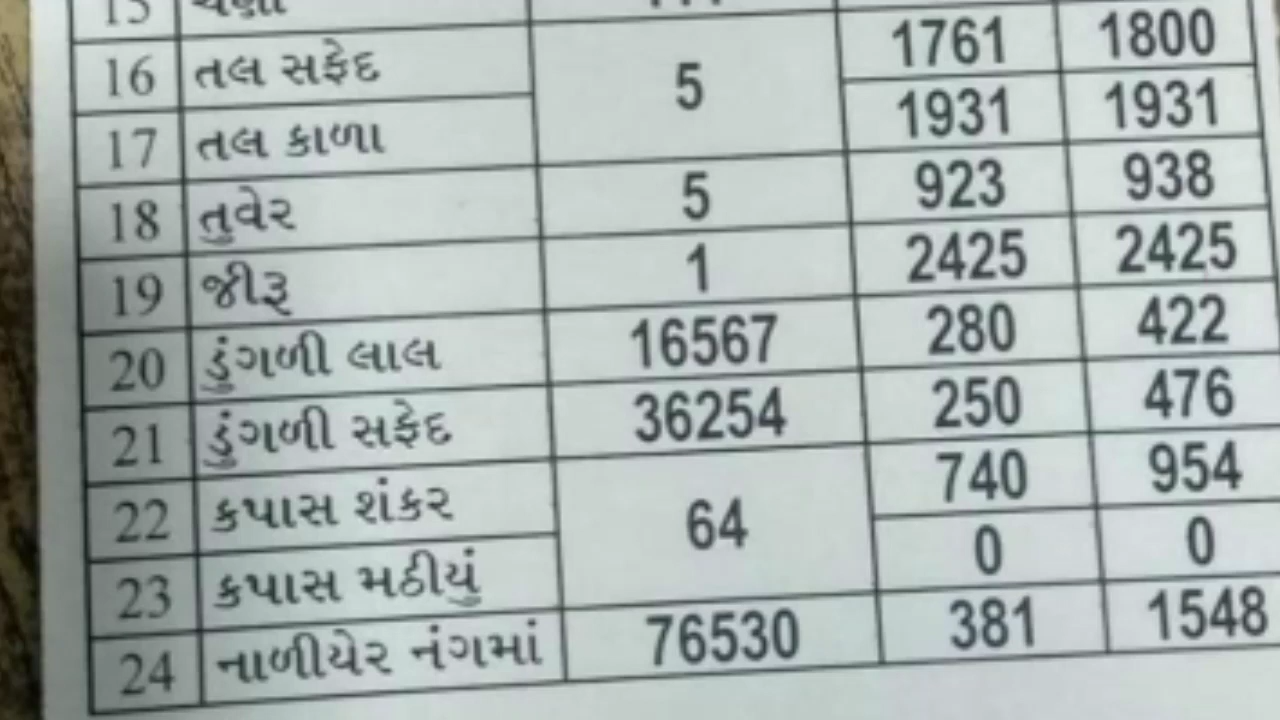 15 ચણા
16 તલ સફેદ 5 1761 1800
17 તલ કાળા 1931 1931
18 તુવેર 5 923 938
19 જીરૂ 1 2425 2425
20 ડુંગળી લાલ 16567 280 422
21 ડુંગળી સફેદ 36254 250 476
22 કપાસ શંકર 64 740 954
23 કપાસ મઠીયું 0 0
24 નાળીયેર નંગમાં 76530 381 1548